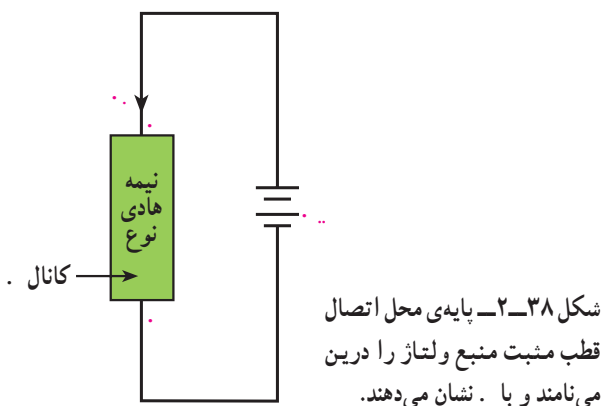 نیمه
هادی
نوع
کانال .
شکل ۳۸ــ۲ــ پایه‌ی محل اتصال
قطب مثبت منبع ولتاژ را درین
می‌نامند و با . نشان می‌دهند.